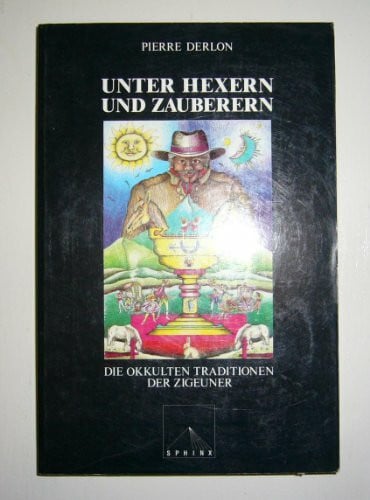 PIERRE DERLON
UNTER HEXERN
UND ZAUBERERN
DIE OKKULTEN TRADITIONEN
DER ZIGEUNER
SPHINX